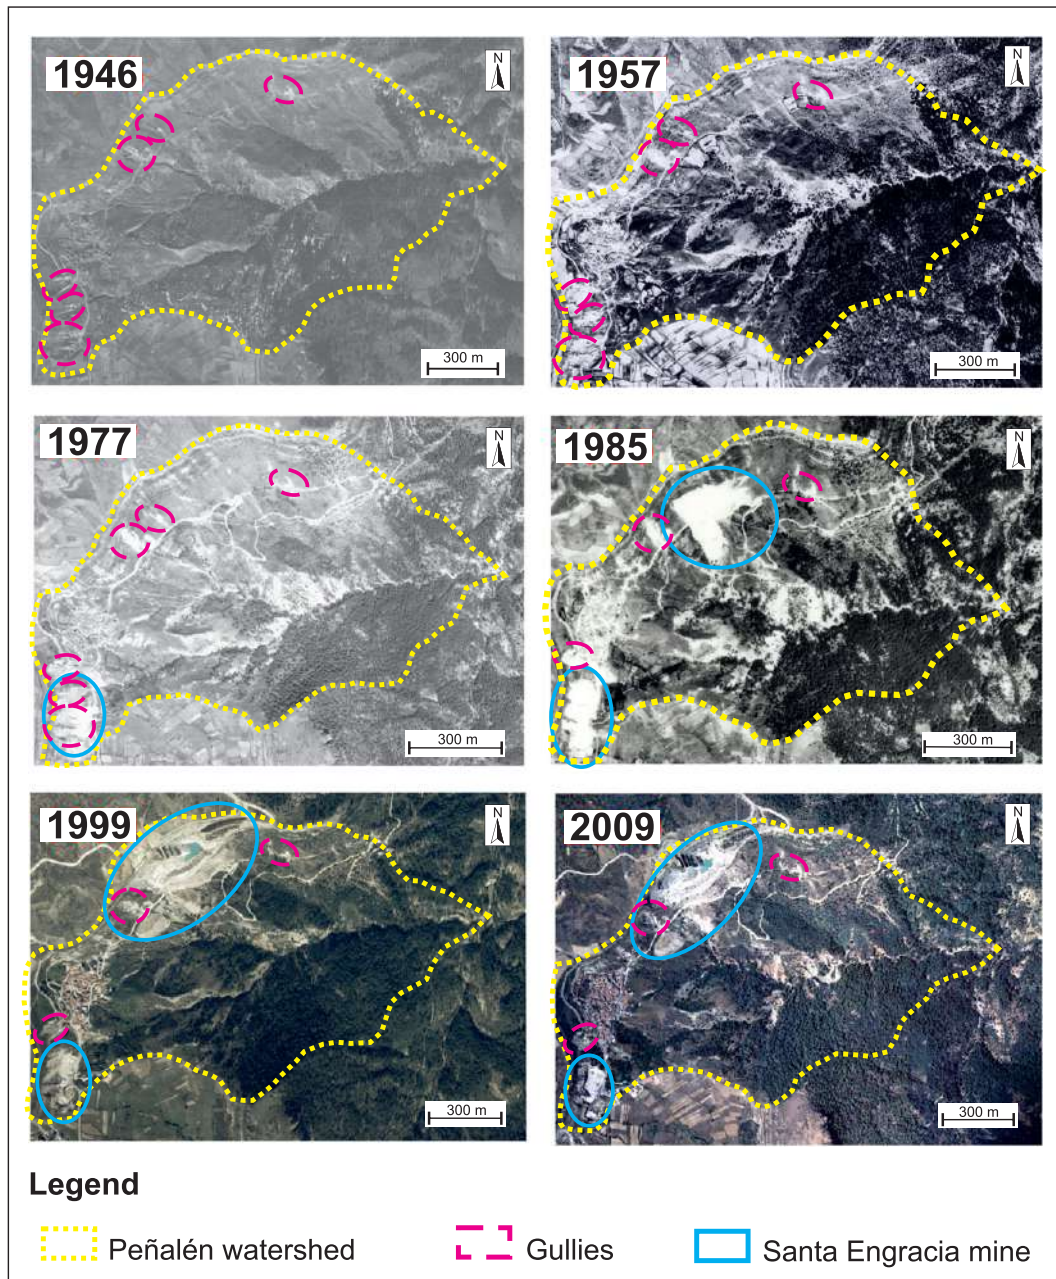 1946
N
300 m
1957
N
300 m
1977
N
300 m
1985
N
300 m
1999
N
300 m
2009
N
300 m
Legend
Peñalén watershed
Gullies
Santa Engracia mine